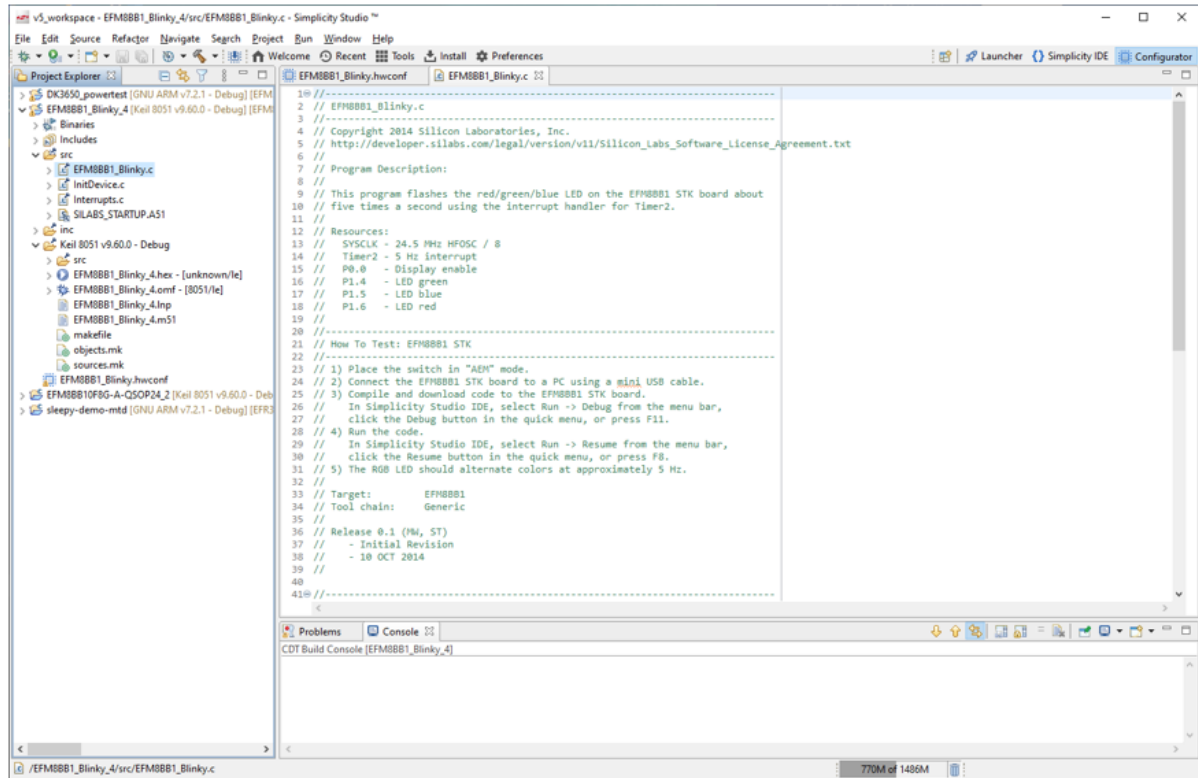 v5_workspace - EFM8BB1_Blinky_4/src/EFM8BB1_Blinky.c - Simplicity Studio ™
File Edit Source Refactor Navigate Search Project Run Window Help
Welcome Recent Tools Install Preferences Launcher Simplicity IDE Configurator
Project Explorer
DK3650_powertest [GNU ARM v7.2.1 - Debug] [EFM
EFM8BB1_Blinky_4 [Keil 8051 v9.60.0 - Debug] [EFM8
Binaries
Includes
src
EFM8BB1_Blinky.c
InitDevice.c
Interrupts.c
SILABS_STARTUP.A51
inc
Keil 8051 v9.60.0 - Debug
src
EFM8BB1_Blinky_4.hex - [unknown/le]
EFM8BB1_Blinky_4.omf - [8051/le]
EFM8BB1_Blinky_4.lnp
EFM8BB1_Blinky_4.m51
makefile
objects.mk
sources.mk
EFM8BB1_Blinky.hwconf
EFM8BB10F8G-A-QSOP24_2 [Keil 8051 v9.60.0 - Deb
sleepy-demo-mtd [GNU ARM v7.2.1 - Debug] [EFR3
EFM8BB1_Blinky.hwconf EFM8BB1_Blinky.c
1 //-----------------------------------------------------------------------------
2 // EFM8BB1_Blinky.c
3 //-----------------------------------------------------------------------------
4 // Copyright 2014 Silicon Laboratories, Inc.
5 // http://developer.silabs.com/legal/version/v11/Silicon_Labs_Software_License_Agreement.txt
6 //
7 // Program Description:
8 //
9 // This program flashes the red/green/blue LED on the EFM8BB1 STK board about
10 // five times a second using the interrupt handler for Timer2.
11 //
12 // Resources:
13 //   SYSCLK - 24.5 MHz HFOSC / 8
14 //   Timer2 - 5 Hz interrupt
15 //   P0.0   - Display enable
16 //   P1.4   - LED green
17 //   P1.5   - LED blue
18 //   P1.6   - LED red
19 //
20 //-----------------------------------------------------------------------------
21 // How To Test: EFM8BB1 STK
22 //-----------------------------------------------------------------------------
23 // 1) Place the switch in "AEM" mode.
24 // 2) Connect the EFM8BB1 STK board to a PC using a mini USB cable.
25 // 3) Compile and download code to the EFM8BB1 STK board.
26 //    In Simplicity Studio IDE, select Run -> Debug from the menu bar,
27 //    click the Debug button in the quick menu, or press F11.
28 // 4) Run the code.
29 //    In Simplicity Studio IDE, select Run -> Resume from the menu bar,
30 //    click the Resume button in the quick menu, or press F8.
31 // 5) The RGB LED should alternate colors at approximately 5 Hz.
32 //
33 // Target:         EFM8BB1
34 // Tool chain:     Generic
35 //
36 // Release 0.1 (MW, ST)
37 //    - Initial Revision
38 //    - 10 OCT 2014
39 //
40
41 //-----------------------------------------------------------------------------
Problems Console
CDT Build Console [EFM8BB1_Blinky_4]
/EFM8BB1_Blinky_4/src/EFM8BB1_Blinky.c 770M of 1486M